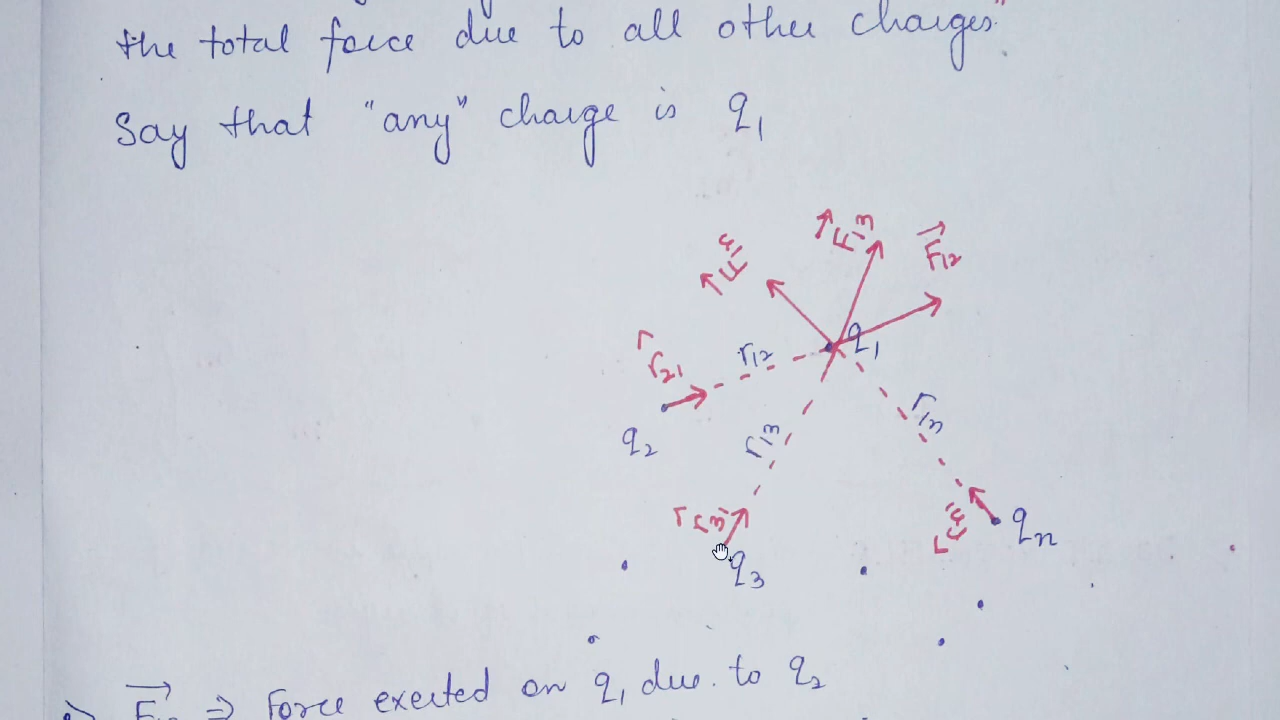 the total force due to all other charges"
Say that "any" charge is q₁
F₁ₙ
F₁₃
F₁₂
q₁
r₂₁
r₁₂
q₂
r₁₃
r₁ₙ
r₃₁
q₃
rₙ₁
qₙ
F₁₂ ⇒ Force exerted on q₁ due to q₂